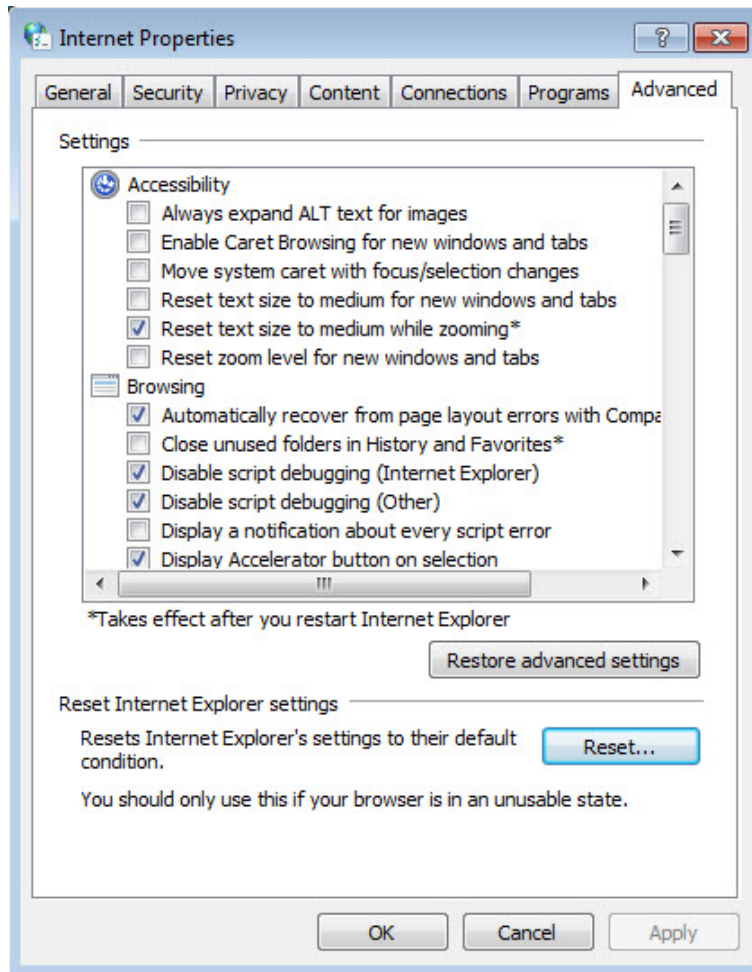 Internet Properties
General Security Privacy Content Connections Programs Advanced
Settings
Accessibility
Always expand ALT text for images
Enable Caret Browsing for new windows and tabs
Move system caret with focus/selection changes
Reset text size to medium for new windows and tabs
Reset text size to medium while zooming*
Reset zoom level for new windows and tabs
Browsing
Automatically recover from page layout errors with Compa
Close unused folders in History and Favorites*
Disable script debugging (Internet Explorer)
Disable script debugging (Other)
Display a notification about every script error
Display Accelerator button on selection
*Takes effect after you restart Internet Explorer
Restore advanced settings
Reset Internet Explorer settings
Resets Internet Explorer's settings to their default
condition.
Reset...
You should only use this if your browser is in an unusable state.
OK Cancel Apply